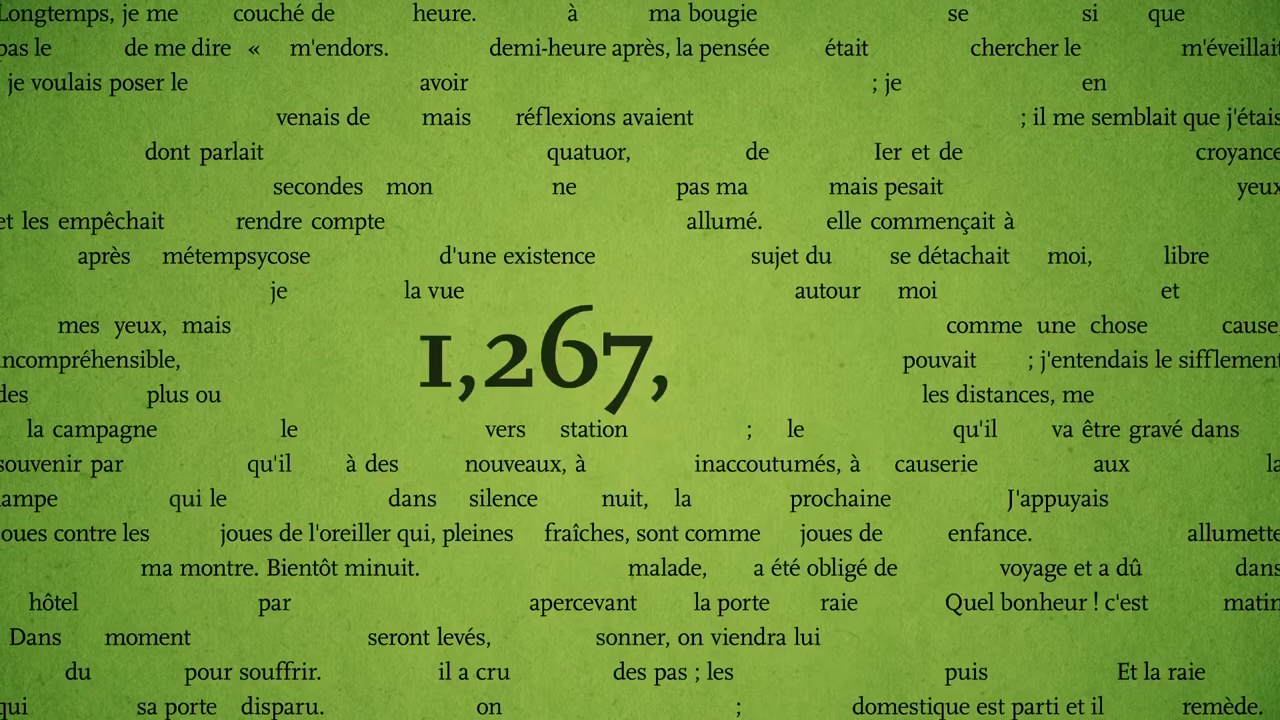 Longtemps, je me couché de heure. à ma bougie se si que
pas le de me dire « m'endors. demi-heure après, la pensée était chercher le m'éveillait
je voulais poser le avoir ; je en
venais de mais réflexions avaient ; il me semblait que j'étais
dont parlait quatuor, de Ier et de croyance
secondes mon ne pas ma mais pesait yeux
et les empêchait rendre compte allumé. elle commençait à
après métempsycose d'une existence sujet du se détachait moi, libre
je la vue autour moi et
mes yeux, mais comme une chose cause,
1,267,
incompréhensible, pouvait ; j'entendais le sifflement
des plus ou les distances, me
la campagne le vers station ; le qu'il va être gravé dans
souvenir par qu'il à des nouveaux, à inaccoutumés, à causerie aux la
lampe qui le dans silence nuit, la prochaine J'appuyais
joues contre les joues de l'oreiller qui, pleines fraîches, sont comme joues de enfance. allumette
ma montre. Bientôt minuit. malade, a été obligé de voyage et a dû dans
hôtel par apercevant la porte raie Quel bonheur ! c'est matin
Dans moment seront levés, sonner, on viendra lui
du pour souffrir. il a cru des pas ; les puis Et la raie
qui sa porte disparu. on ; domestique est parti et il remède.